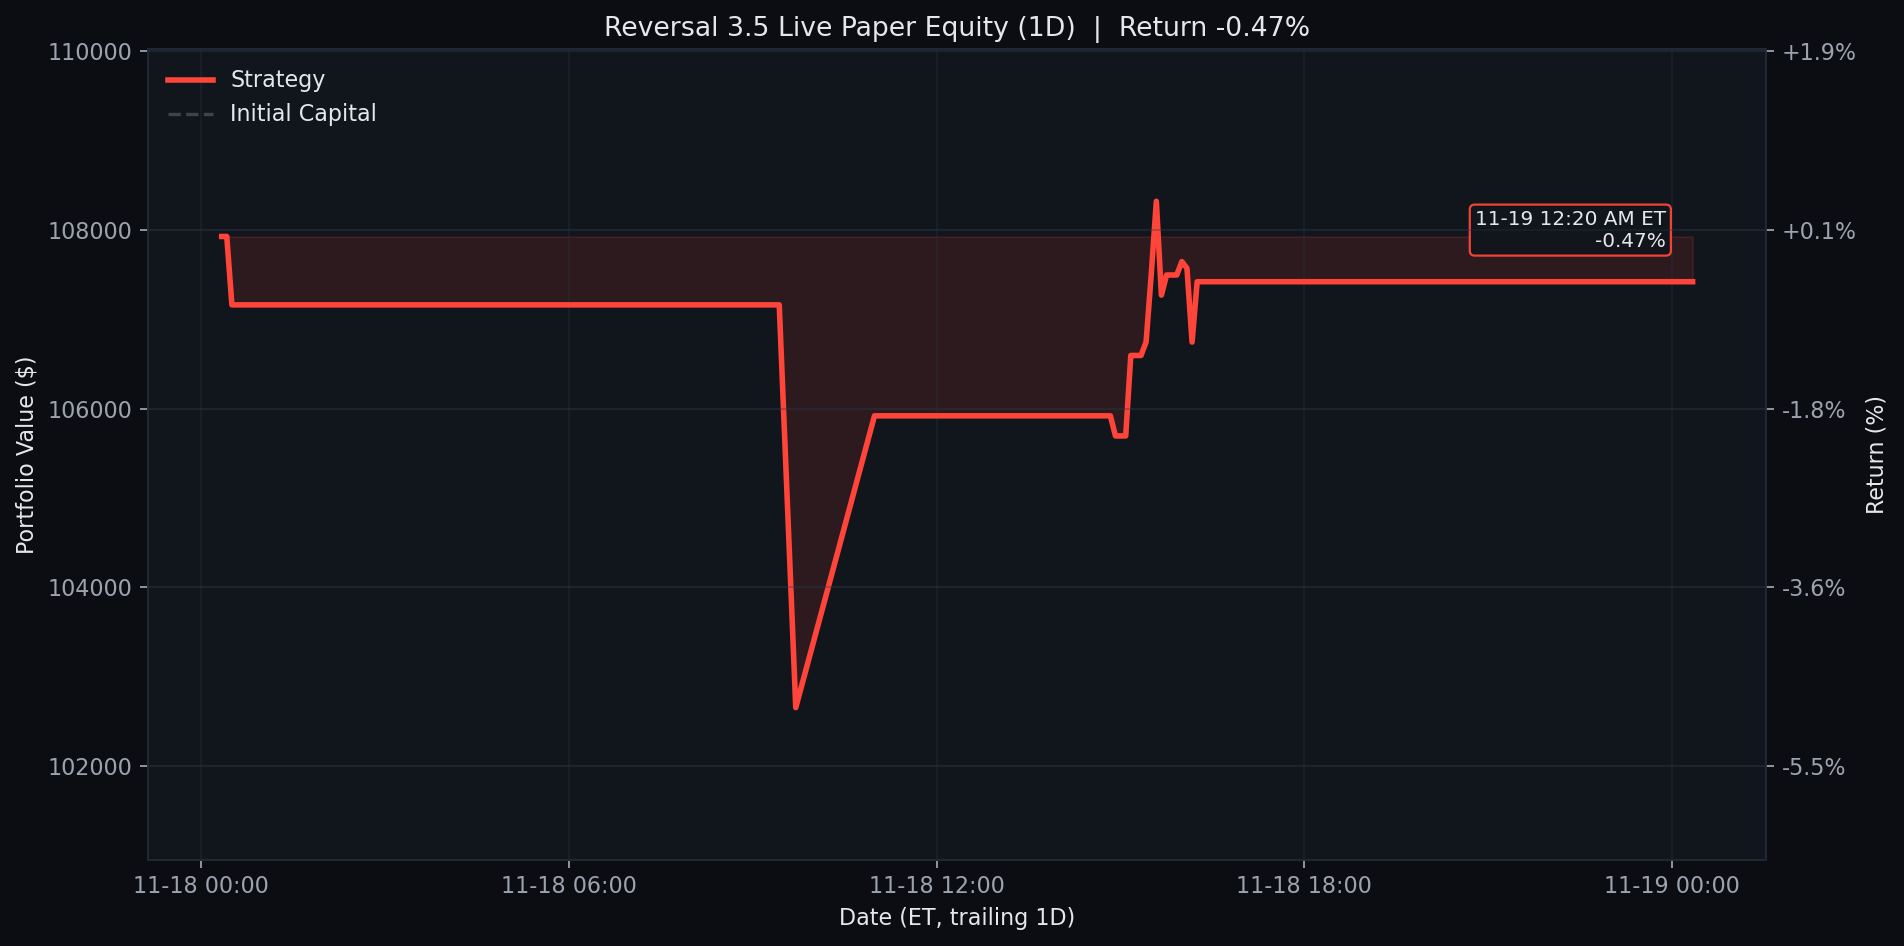 Reversal 3.5 Live Paper Equity (1D) | Return -0.47%
Strategy
Initial Capital
110000
108000
106000
104000
102000
Portfolio Value ($)
+1.9%
+0.1%
-1.8%
-3.6%
-5.5%
Return (%)
11-19 12:20 AM ET
-0.47%
11-18 00:00
11-18 06:00
11-18 12:00
11-18 18:00
11-19 00:00
Date (ET, trailing 1D)